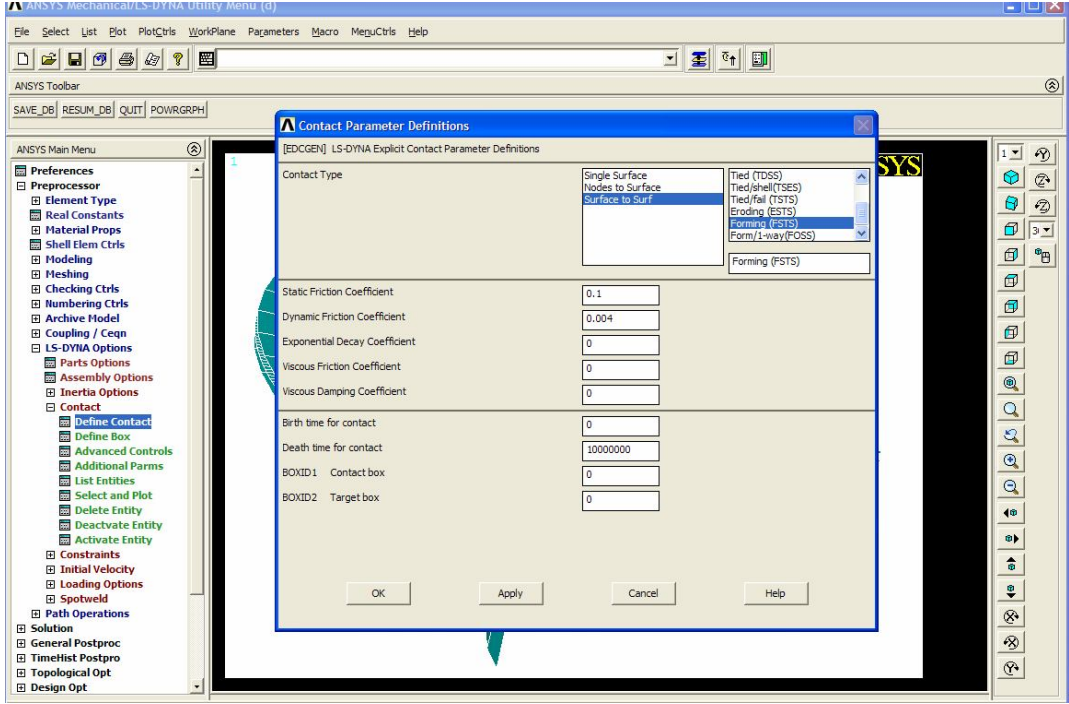 ANSYS Mechanical/LS-DYNA Utility Menu (d)
File Select List Plot PlotCtrls WorkPlane Parameters Macro MenuCtrls Help
ANSYS Toolbar
SAVE_DB RESUM_DB QUIT POWRGRPH
ANSYS Main Menu
Preferences
Preprocessor
Element Type
Real Constants
Material Props
Shell Elem Ctrls
Modeling
Meshing
Checking Ctrls
Numbering Ctrls
Archive Model
Coupling / Ceqn
LS-DYNA Options
Parts Options
Assembly Options
Inertia Options
Contact
Define Contact
Define Box
Advanced Controls
Additional Parms
List Entities
Select and Plot
Delete Entity
Deactvate Entity
Activate Entity
Constraints
Initial Velocity
Loading Options
Spotweld
Path Operations
Solution
General Postproc
TimeHist Postpro
Topological Opt
Design Opt
1
SYS
Contact Parameter Definitions
[EDCGEN] LS-DYNA Explicit Contact Parameter Definitions
Contact Type
Single Surface
Nodes to Surface
Surface to Surf
Tied (TDSS)
Tied/shell(TSES)
Tied/fail (TSTS)
Eroding (ESTS)
Forming (FSTS)
Form/1-way(FOSS)
Forming (FSTS)
Static Friction Coefficient 0.1
Dynamic Friction Coefficient 0.004
Exponential Decay Coefficient 0
Viscous Friction Coefficient 0
Viscous Damping Coefficient 0
Birth time for contact 0
Death time for contact 10000000
BOXID1 Contact box 0
BOXID2 Target box 0
OK Apply Cancel Help
1